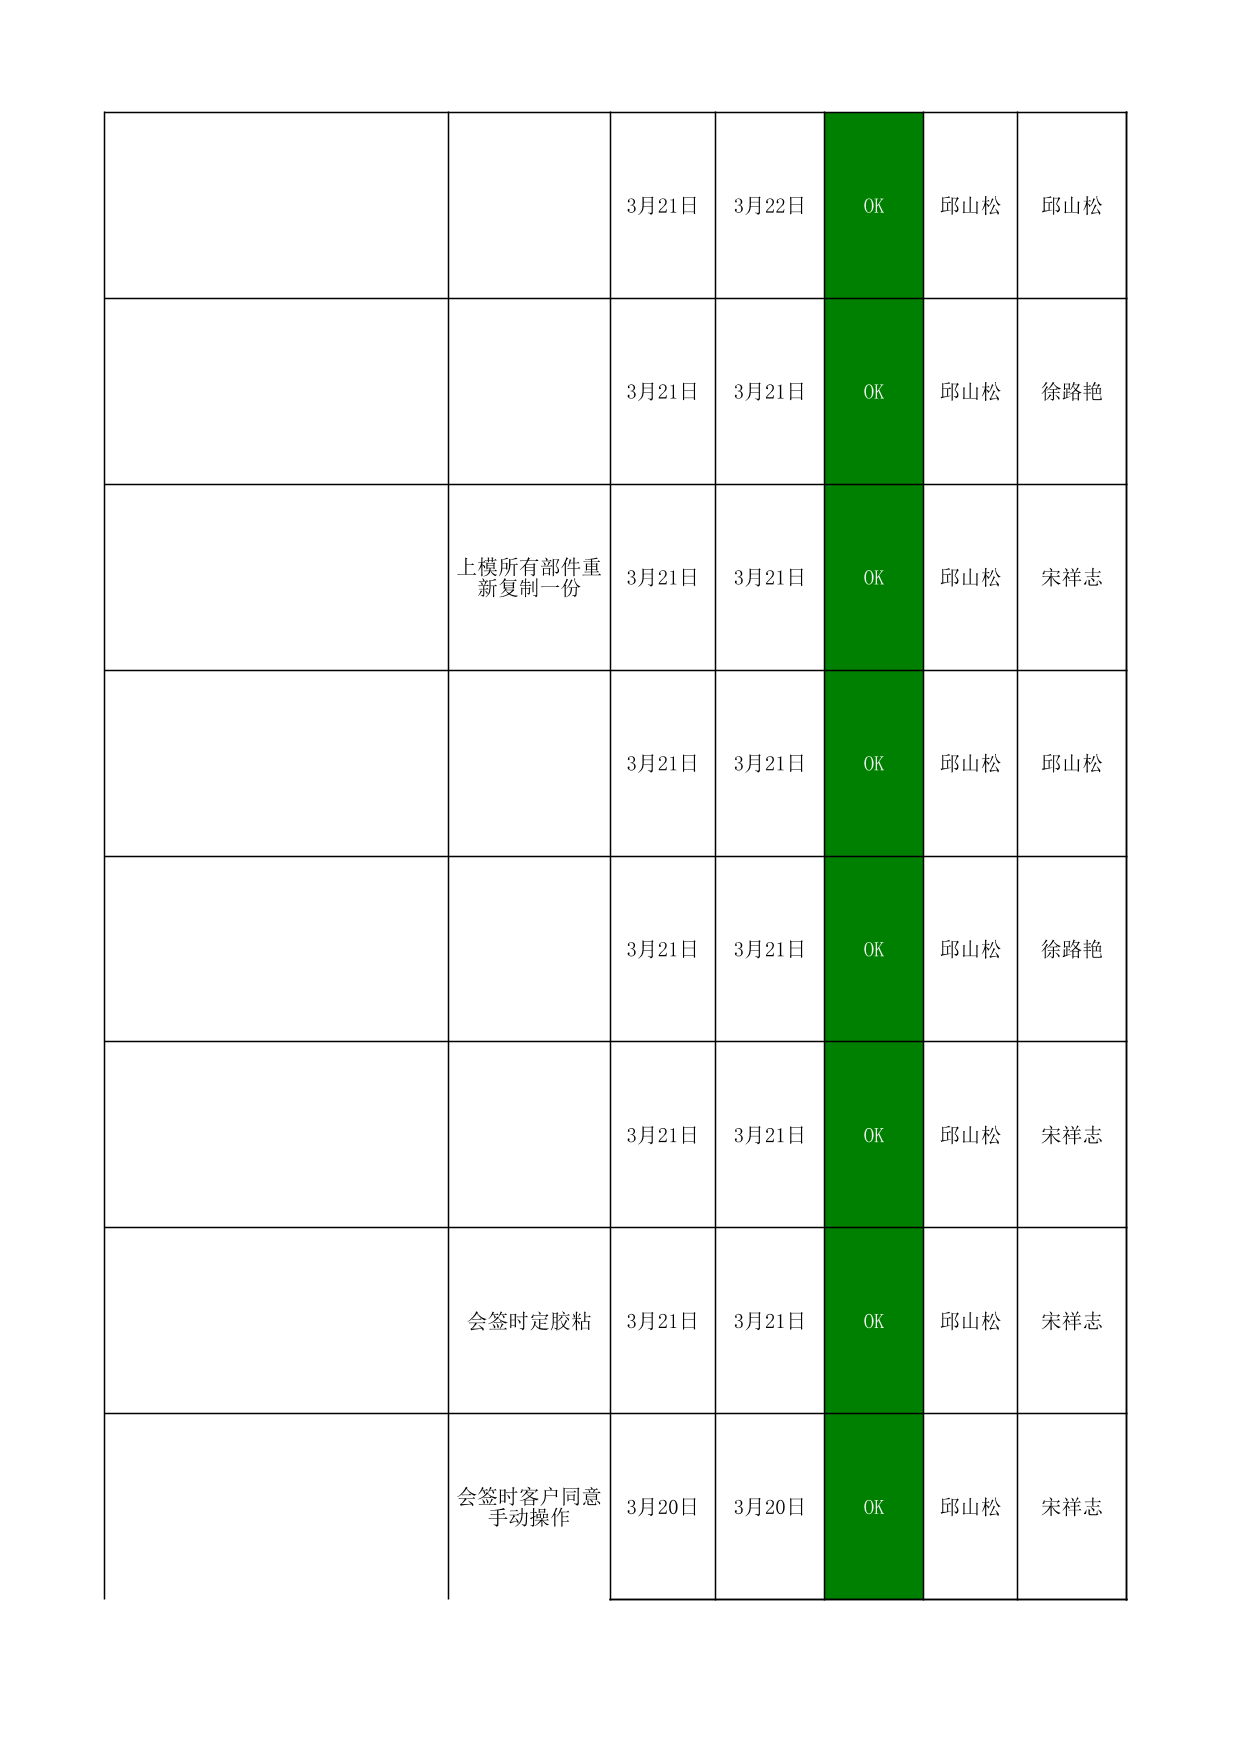 3月21日 3月22日 OK 邱山松 邱山松
3月21日 3月21日 OK 邱山松 徐路艳
上模所有部件重
新复制一份
3月21日 3月21日 OK 邱山松 宋祥志
3月21日 3月21日 OK 邱山松 邱山松
3月21日 3月21日 OK 邱山松 徐路艳
3月21日 3月21日 OK 邱山松 宋祥志
会签时定胶粘 3月21日 3月21日 OK 邱山松 宋祥志
会签时客户同意
手动操作
3月20日 3月20日 OK 邱山松 宋祥志